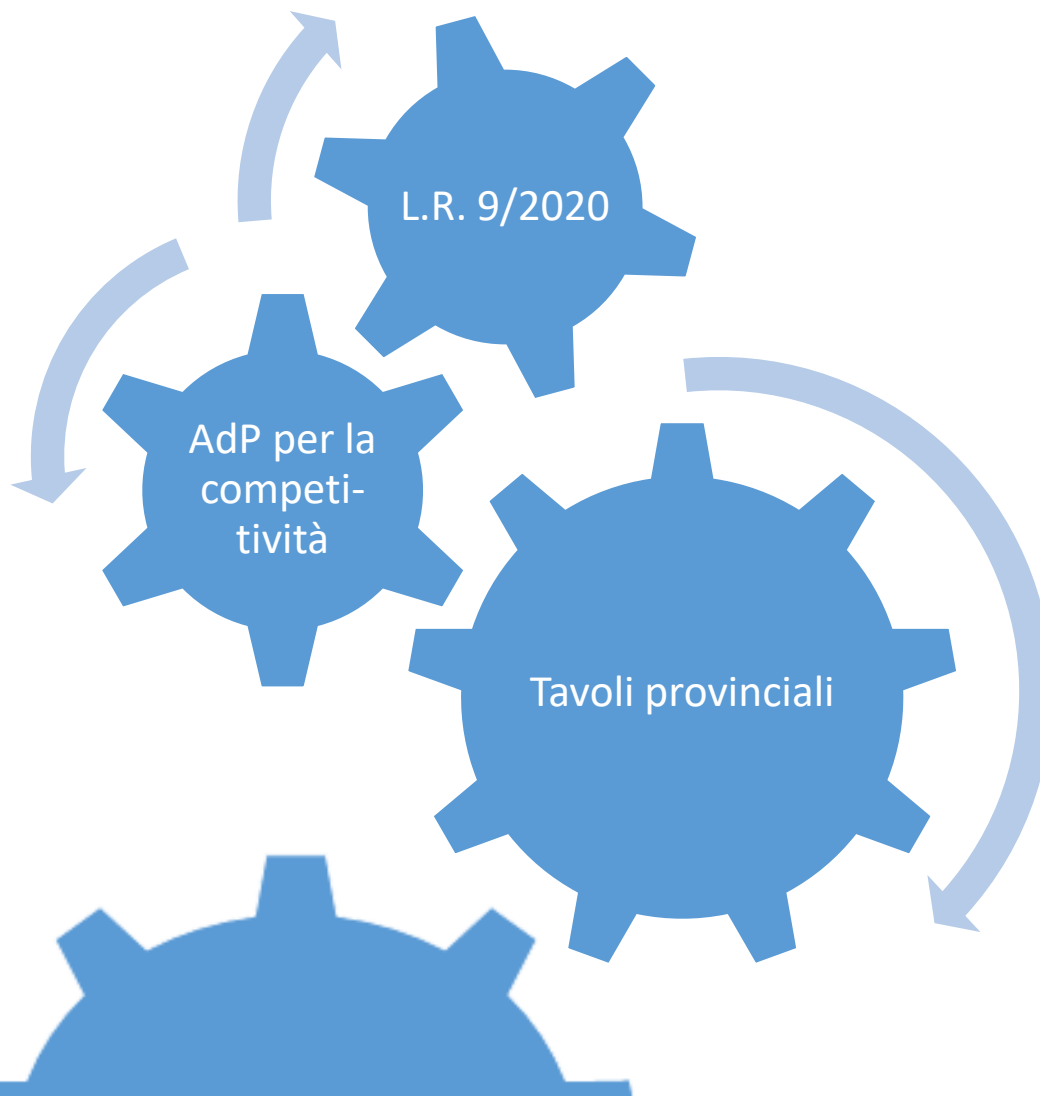 L.R. 9/2020
AdP per la
competi-
tività
Tavoli provinciali